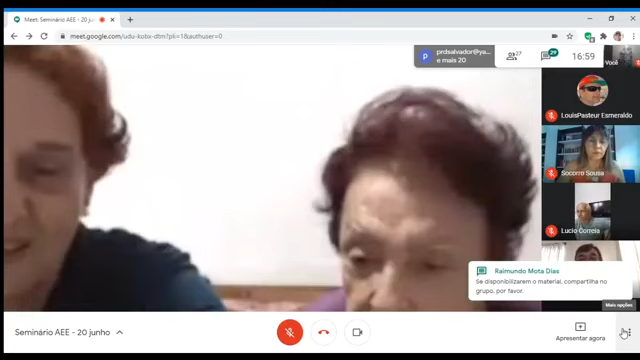 Meet: Seminário AEE - 20 jun
meet.google.com/udu-kobx-dtm?pli=1&authuser=0
p
prdsalvador@ya...
e mais 20
27
29
16:59
Você
LouisPasteur Esmeraldo
Socorro Sousa
Lucio Correia
Raimundo Mota Dias
Se disponibilizarem o material, compartilha no
grupo, por favor.
Mais opções
Seminário AEE - 20 junho
Apresentar agora